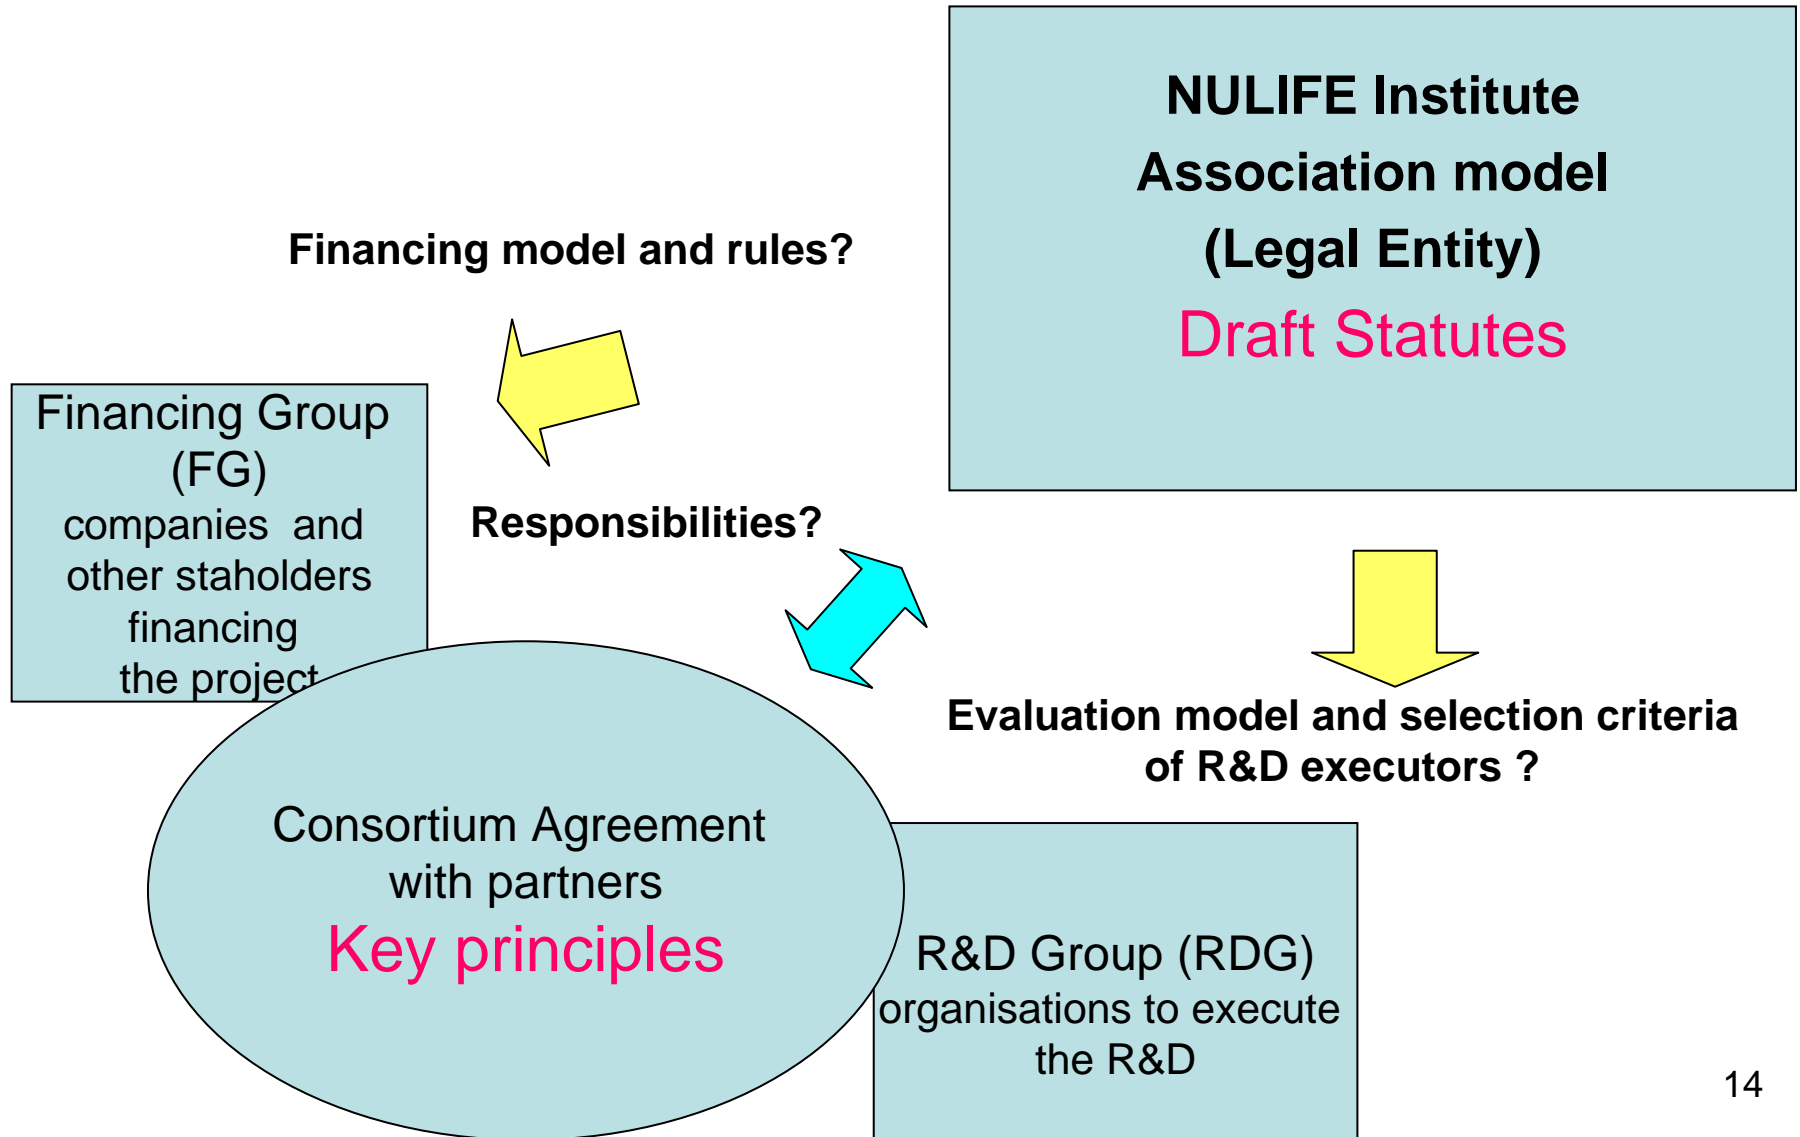 NULIFE Institute
Association model
(Legal Entity)
Draft Statutes
Financing model and rules?
Financing Group
(FG)
companies and
other staholders
financing
the project
Responsibilities?
Evaluation model and selection criteria
of R&D executors ?
Consortium Agreement
with partners
Key principles
R&D Group (RDG)
organisations to execute
the R&D
14